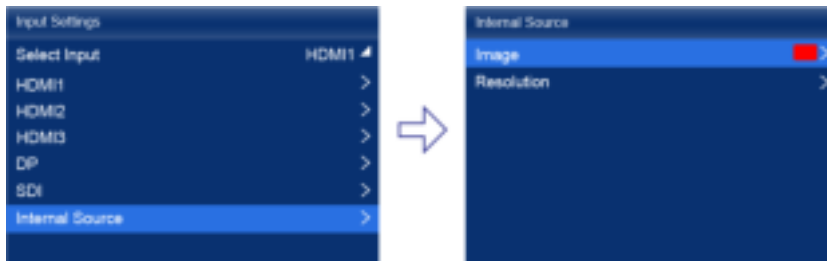 Input Settings
Select Input HDMI1
HDMI1
HDMI2
HDMI3
DP
SDI
Internal Source
Internal Source
Image
Resolution